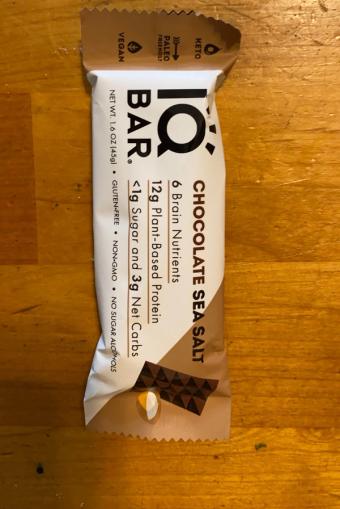 KETO
PALEO
FRIENDLY
VEGAN
IQ
BAR®
CHOCOLATE SEA SALT
6 Brain Nutrients
12g Plant-Based Protein
<1g Sugar and 3g Net Carbs
NET WT. 1.6 OZ (45g) • GLUTEN-FREE • NON-GMO • NO SUGAR ALCOHOLS